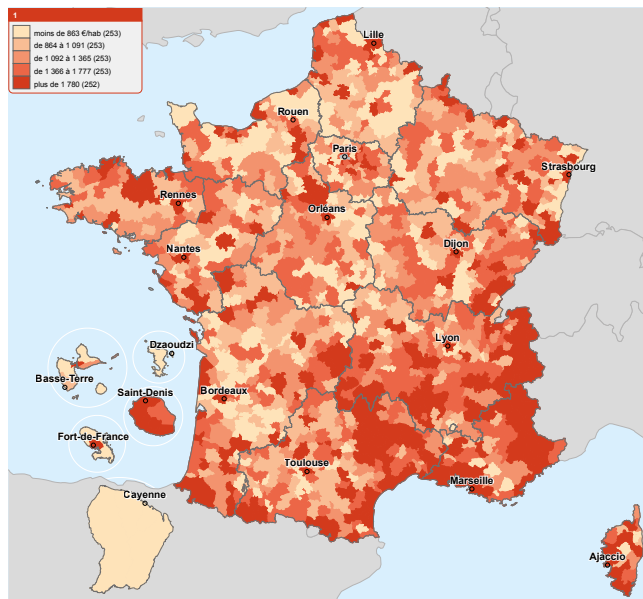 1
moins de 863 €/hab (253)
de 864 à 1 091 (253)
de 1 092 à 1 365 (253)
de 1 366 à 1 777 (253)
plus de 1 780 (252)
Lille
Rouen
Paris
Strasbourg
Rennes
Orléans
Nantes
Dijon
Dzaoudzi
Lyon
Basse-Terre
Saint-Denis
Bordeaux
Fort-de-France
Toulouse
Marseille
Cayenne
Ajaccio